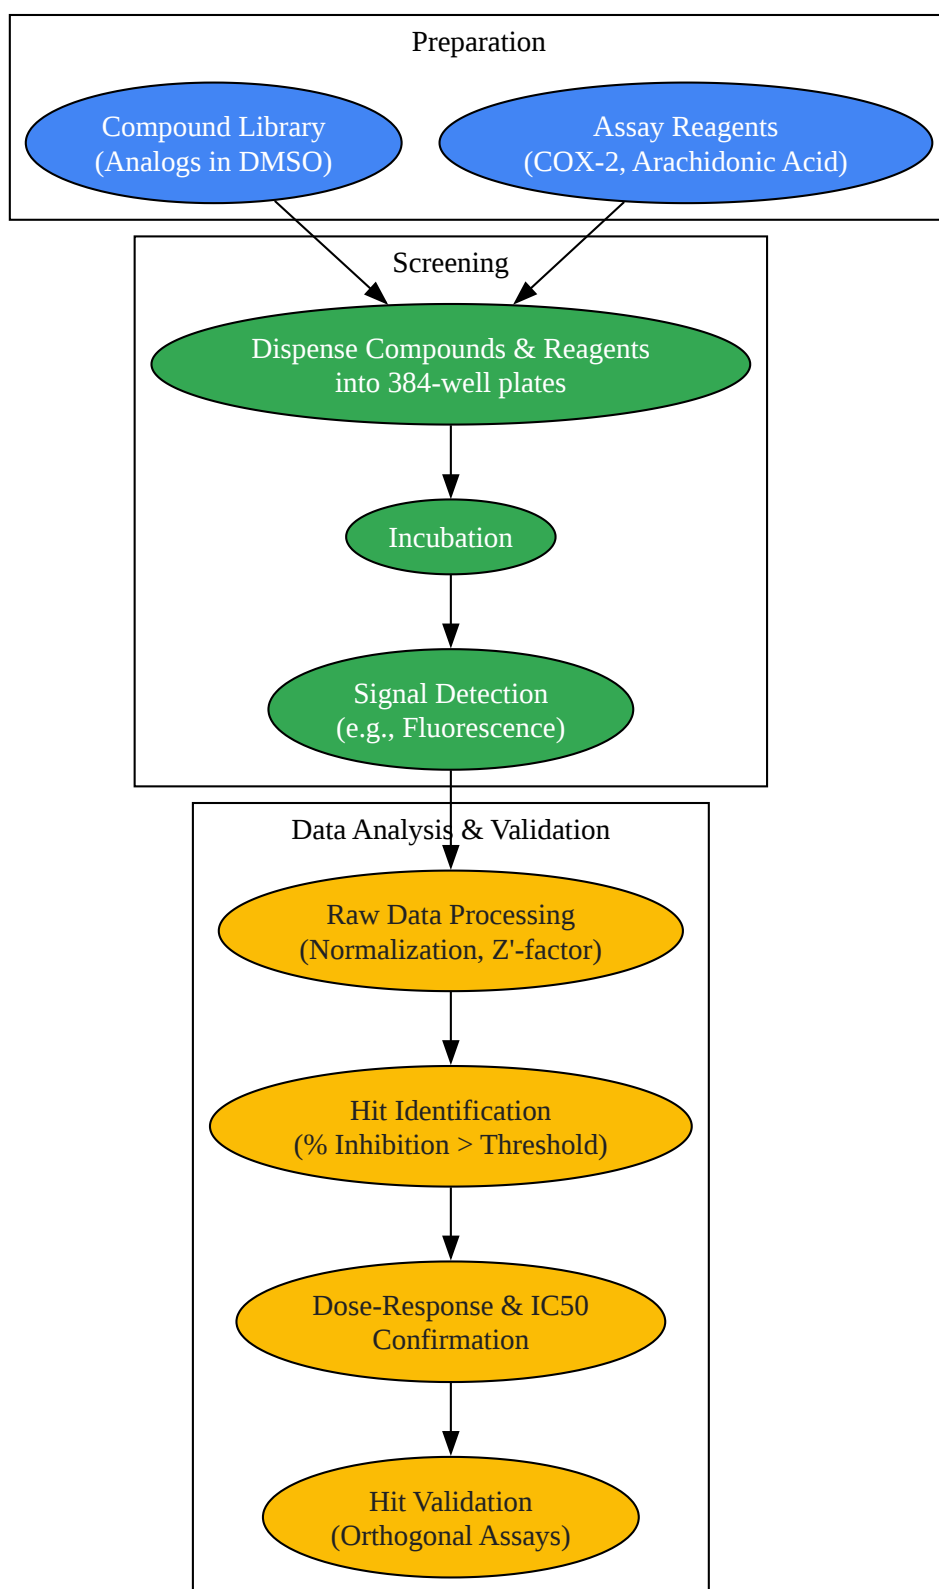 Preparation
Compound Library
(Analogs in DMSO)
Assay Reagents
(COX-2, Arachidonic Acid)
Screening
Dispense Compounds & Reagents
into 384-well plates
Incubation
Signal Detection
(e.g., Fluorescence)
Data Analysis & Validation
Raw Data Processing
(Normalization, Z'-factor)
Hit Identification
(% Inhibition > Threshold)
Dose-Response & IC50
Confirmation
Hit Validation
(Orthogonal Assays)